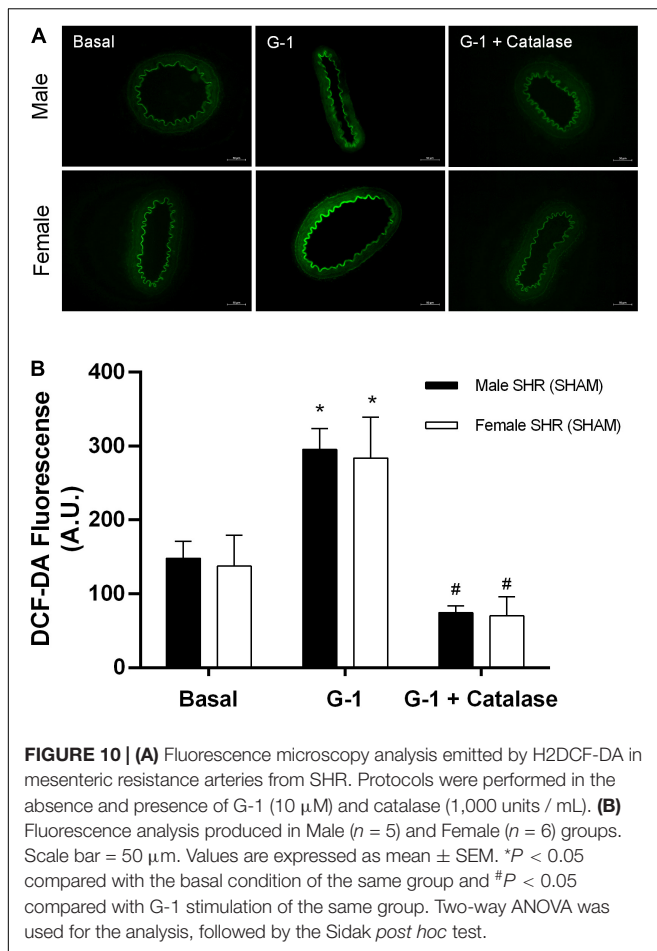 A
Basal
G-1
G-1 + Catalase
Male
Female
B
400
300
200
100
0
DCF-DA Fluorescense
(A.U.)
Male SHR (SHAM)
Female SHR (SHAM)
* *
# #
Basal G-1 G-1 + Catalase
FIGURE 10 | (A) Fluorescence microscopy analysis emitted by H2DCF-DA in
mesenteric resistance arteries from SHR. Protocols were performed in the
absence and presence of G-1 (10 μM) and catalase (1,000 units / mL). (B)
Fluorescence analysis produced in Male (n = 5) and Female (n = 6) groups.
Scale bar = 50 μm. Values are expressed as mean ± SEM. *P < 0.05
compared with the basal condition of the same group and #P < 0.05
compared with G-1 stimulation of the same group. Two-way ANOVA was
used for the analysis, followed by the Sidak post hoc test.